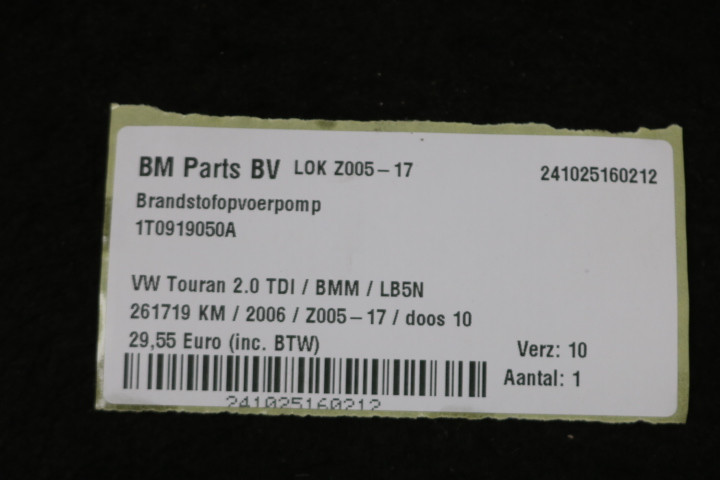 BM Parts BV LOK Z005-17 241025160212
Brandstofopvoerpomp
1T0919050A
VW Touran 2.0 TDI / BMM / LB5N
261719 KM / 2006 / Z005-17 / doos 10
29,55 Euro (inc. BTW)
Verz: 10
Aantal: 1
241025160212